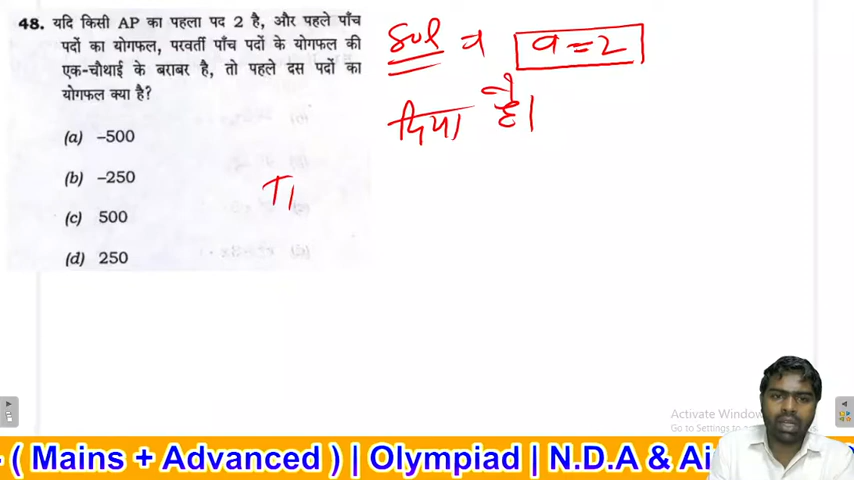 48. यदि किसी AP का पहला पद 2 है, और पहले पाँच
पदों का योगफल, परवर्ती पाँच पदों के योगफल की
एक-चौथाई के बराबर है, तो पहले दस पदों का
योगफल क्या है?
(a) –500
(b) –250
(c) 500
(d) 250
Sol
a = 2
दिया है।
T1
Activate Window
Go to Settings to
( Mains + Advanced ) | Olympiad | N.D.A & Ai